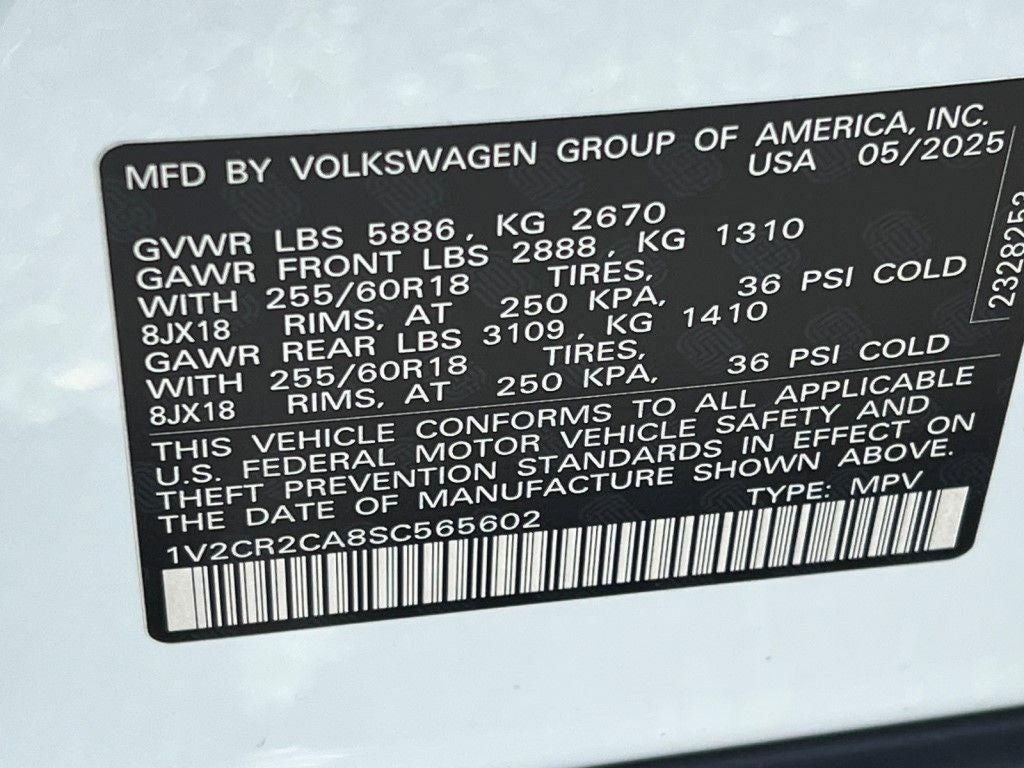 MFD BY VOLKSWAGEN GROUP OF AMERICA, INC.
USA 05/2025
GVWR LBS 5886, KG 2670
GAWR FRONT LBS 2888, KG 1310
WITH 255/60R18 TIRES,
8JX18 RIMS, AT 250 KPA, 36 PSI COLD
GAWR REAR LBS 3109, KG 1410
WITH 255/60R18 TIRES,
8JX18 RIMS, AT 250 KPA, 36 PSI COLD
THIS VEHICLE CONFORMS TO ALL APPLICABLE
U.S. FEDERAL MOTOR VEHICLE SAFETY AND
THEFT PREVENTION STANDARDS IN EFFECT ON
THE DATE OF MANUFACTURE SHOWN ABOVE.
1V2CR2CA8SC565602 TYPE: MPV